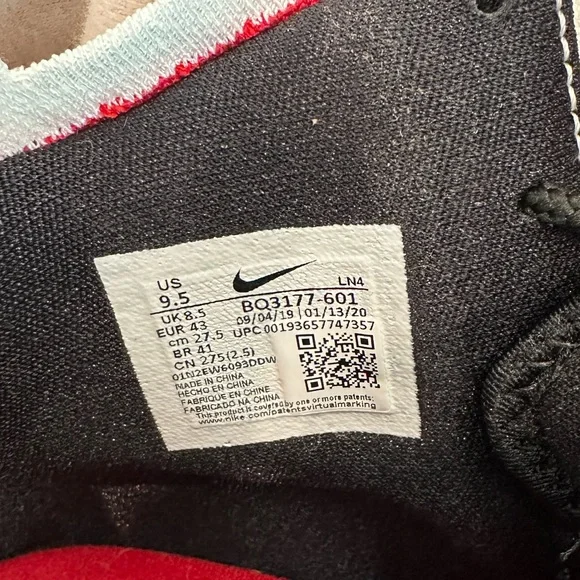 US
9.5
LN4
UK 8.5
BQ3177-601
EUR 43
09/04/19 01/13/20
cm 27.5
UPC 00193657747357
BR 41
CN 275(2.5)
01N2EW6093DDW
MADE IN CHINA
HECHO EN CHINA
FABRIQUE EN CHINE
FABRICADO NA CHINA
This product is covered by one or more patents:
www.nike.com/patentsvirtualmarking